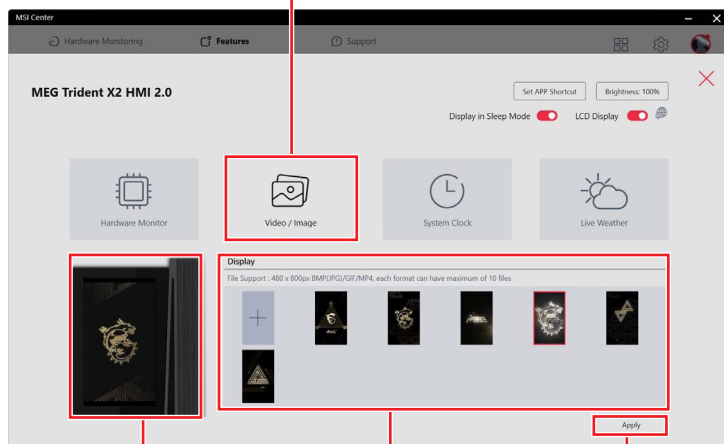 MSI Center
Hardware Monitoring
Features
Support
MEG Trident X2 HMI 2.0
Set APP Shortcut
Brightness: 100%
Display in Sleep Mode
LCD Display
Hardware Monitor
Video / Image
System Clock
Live Weather
Display
File Support : 480 x 800px BMP(JPG)/GIF/MP4, each format can have maximum of 10 files
Apply